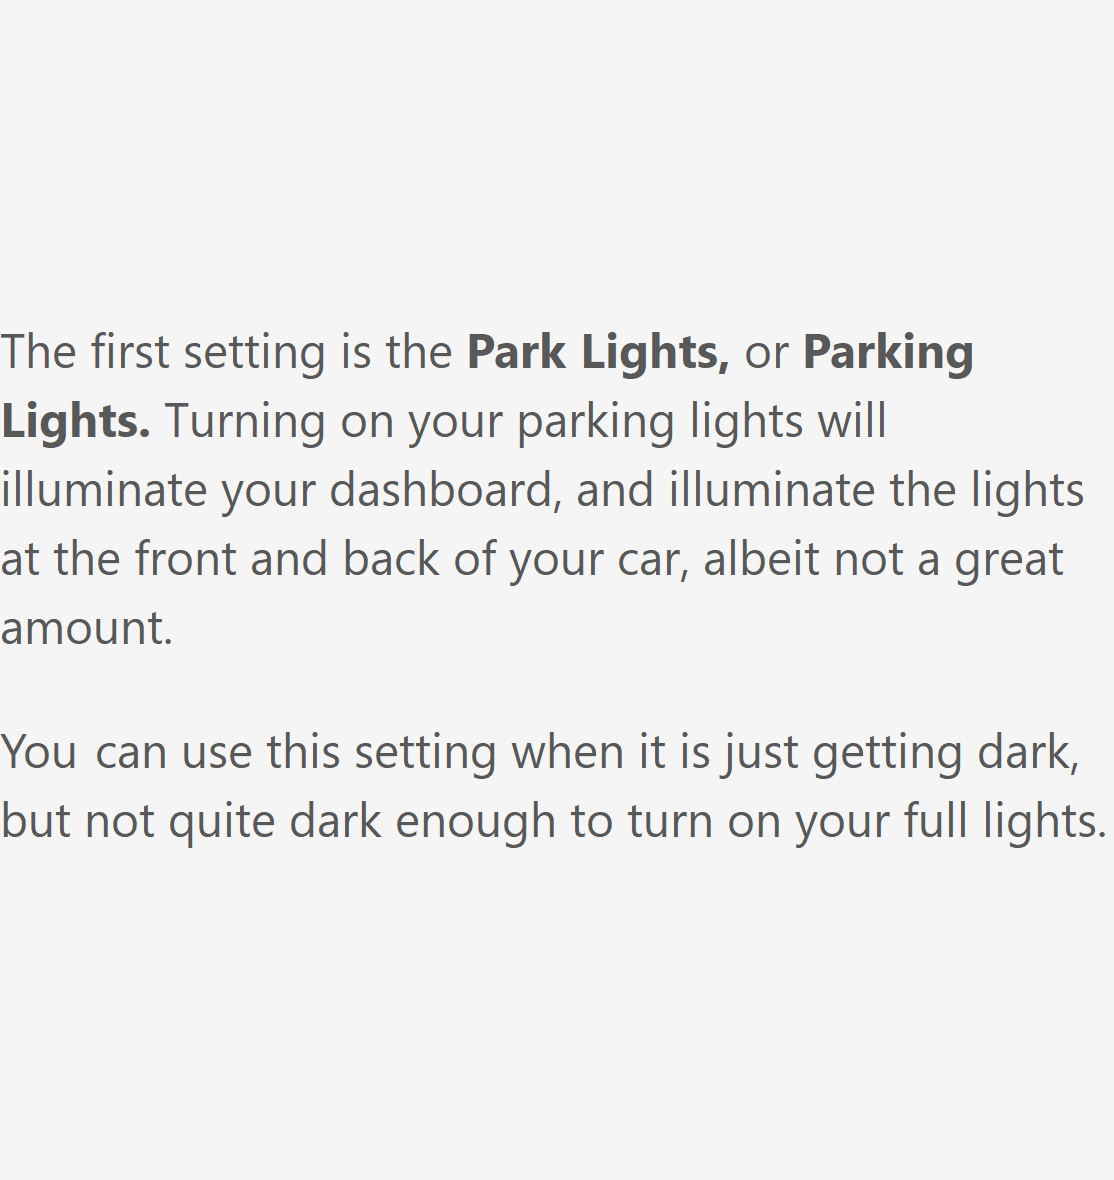 The first setting is the Park Lights, or Parking
Lights. Turning on your parking lights will
illuminate your dashboard, and illuminate the lights
at the front and back of your car, albeit not a great
amount.
You can use this setting when it is just getting dark,
but not quite dark enough to turn on your full lights.